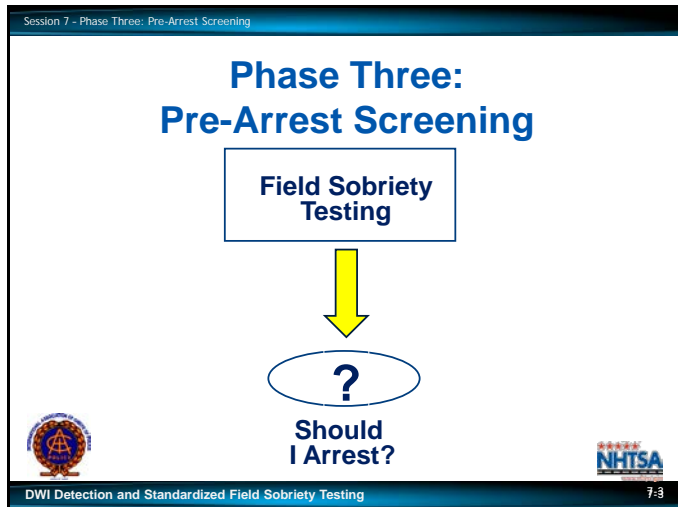 Session 7 – Phase Three: Pre-Arrest Screening
Phase Three:
Pre-Arrest Screening
Field Sobriety
Testing
?
Should
I Arrest?
NHTSA
DWI Detection and Standardized Field Sobriety Testing
7-3